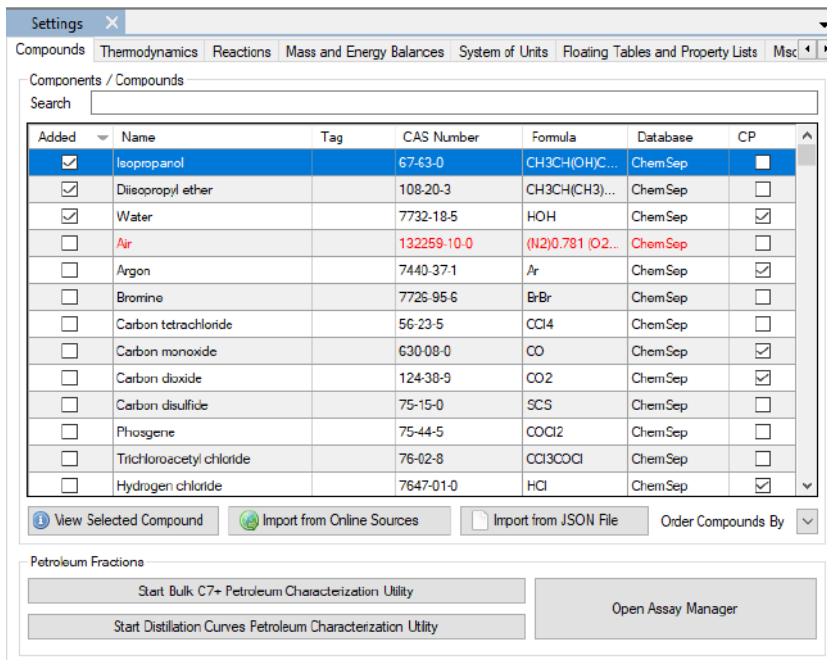 Settings
Compounds Thermodynamics Reactions Mass and Energy Balances System of Units Floating Tables and Property Lists Misc
Components / Compounds
Search
Added Name Tag CAS Number Formula Database CP
Isopropanol 67-63-0 CH3CH(OH)C... ChemSep
Diisopropyl ether 108-20-3 CH3CH(CH3)... ChemSep
Water 7732-18-5 HOH ChemSep
Air 132259-10-0 (N2)0.781 (O2... ChemSep
Argon 7440-37-1 Ar ChemSep
Bromine 7726-95-6 BrBr ChemSep
Carbon tetrachloride 56-23-5 CCl4 ChemSep
Carbon monoxide 630-08-0 CO ChemSep
Carbon dioxide 124-38-9 CO2 ChemSep
Carbon disulfide 75-15-0 SCS ChemSep
Phosgene 75-44-5 COCl2 ChemSep
Trichloroacetyl chloride 76-02-8 CCl3COCl ChemSep
Hydrogen chloride 7647-01-0 HCl ChemSep
View Selected Compound Import from Online Sources Import from JSON File Order Compounds By
Petroleum Fractions
Start Bulk C7+ Petroleum Characterization Utility
Open Assay Manager
Start Distillation Curves Petroleum Characterization Utility